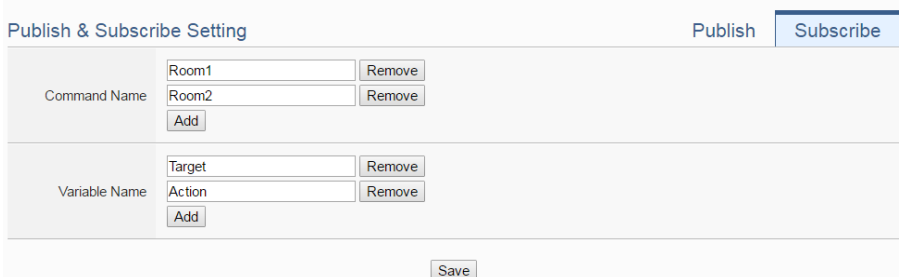 Publish & Subscribe Setting Publish Subscribe
Command Name
Room1 Remove
Room2 Remove
Add
Variable Name
Target Remove
Action Remove
Add
Save